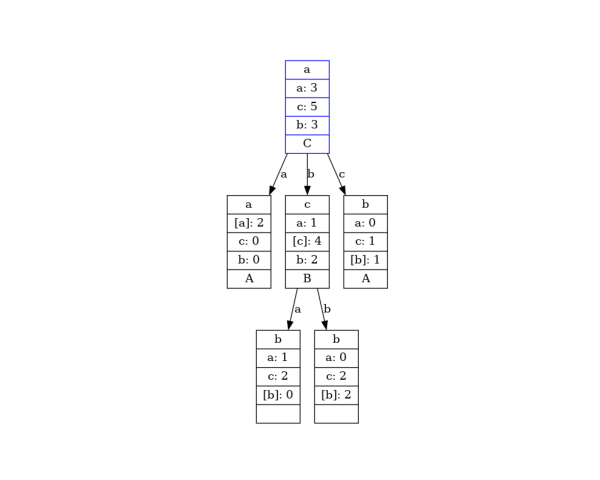 a
a: 3
c: 5
b: 3
C
a b c
a c b
[a]: 2 a: 1 a: 0
c: 0 [c]: 4 c: 1
b: 0 b: 2 [b]: 1
A B A
a b
b b
a: 1 a: 0
c: 2 c: 2
[b]: 0 [b]: 2